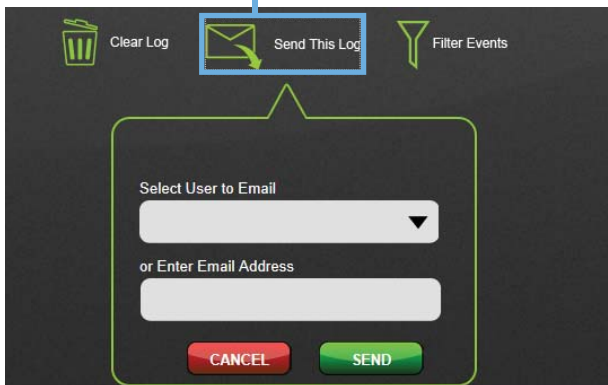 Clear Log
Send This Log
Filter Events
Select User to Email
or Enter Email Address
CANCEL
SEND